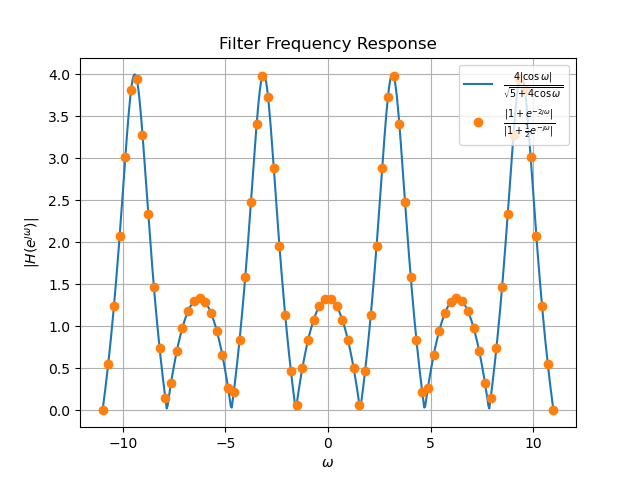 Filter Frequency Response
4|cos ω|
√5 + 4cos ω
|1 + e^{-2jω}|
|1 + ½e^{-jω}|
4.0
3.5
3.0
2.5
2.0
1.5
1.0
0.5
0.0
|H(e^{jω})|
−10 −5 0 5 10
ω